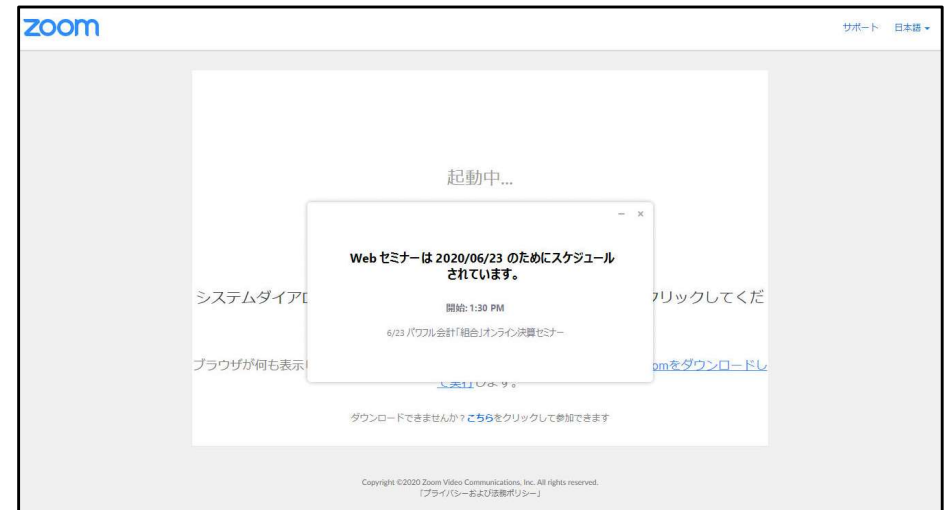 zoom
サポート 日本語
起動中...
Web セミナーは 2020/06/23 のためにスケジュール
されています。
システムダイアロ クリックしてくだ
開始: 1:30 PM
6/23 パワフル会計「組合」オンライン決算セミナー
ブラウザが何も表示 omをダウンロードし
て実行します。
ダウンロードできませんか？こちらをクリックして参加できます
Copyright ©2020 Zoom Video Communications, Inc. All rights reserved.
「プライバシーおよび法務ポリシー」